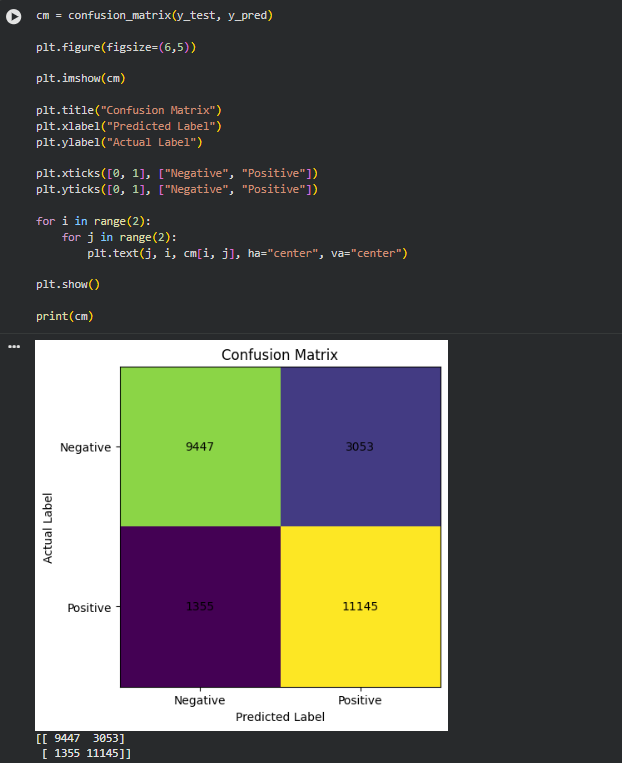 cm = confusion_matrix(y_test, y_pred)
plt.figure(figsize=(6,5))
plt.imshow(cm)
plt.title("Confusion Matrix")
plt.xlabel("Predicted Label")
plt.ylabel("Actual Label")
plt.xticks([0, 1], ["Negative", "Positive"])
plt.yticks([0, 1], ["Negative", "Positive"])
for i in range(2):
    for j in range(2):
        plt.text(j, i, cm[i, j], ha="center", va="center")
plt.show()
print(cm)
Confusion Matrix
Negative 9447 3053
Actual Label
Positive 1355 11145
Negative Positive
Predicted Label
[[ 9447  3053]
 [ 1355 11145]]